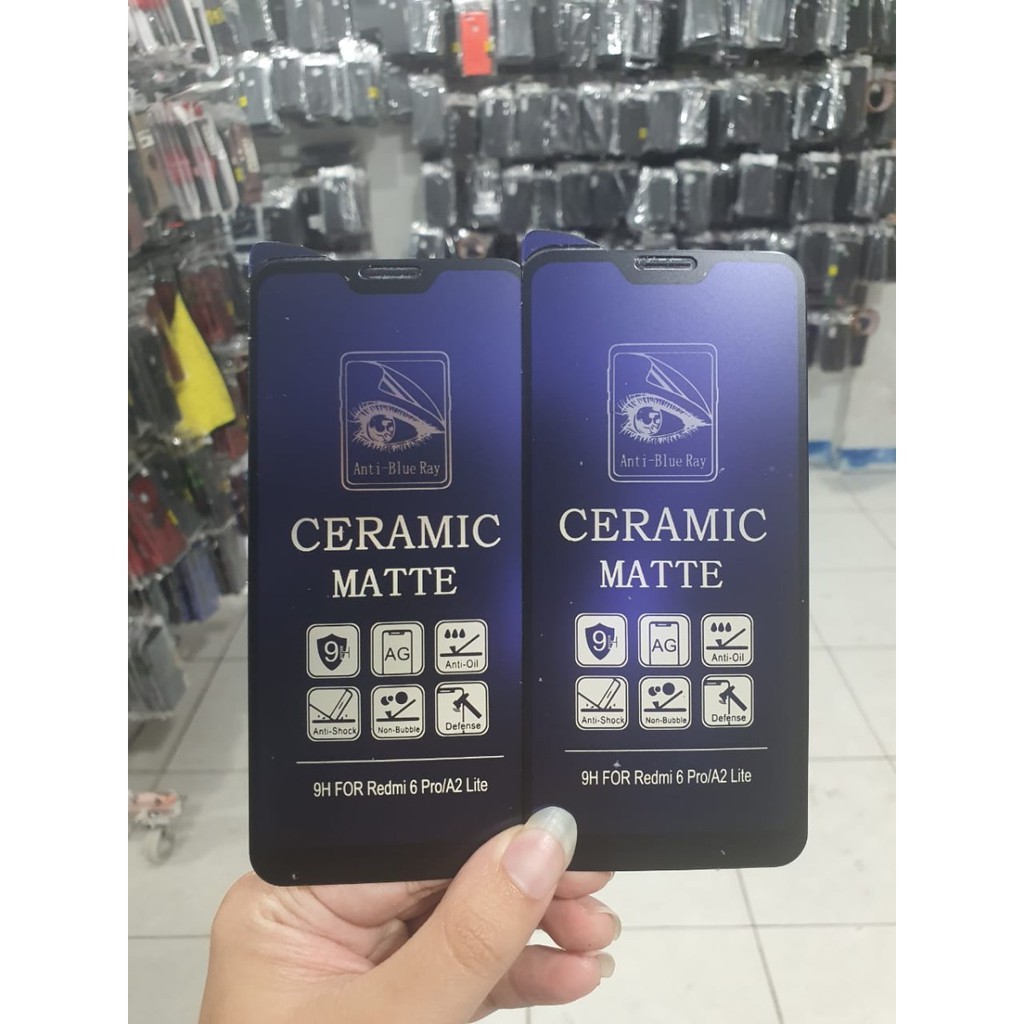 Anti-Blue Ray
CERAMIC
MATTE
9H
AG
Anti-Oil
Anti-Shock
Non-Bubble
Defense
9H FOR Redmi 6 Pro/A2 Lite
Anti-Blue Ray
CERAMIC
MATTE
9H
AG
Anti-Oil
Anti-Shock
Non-Bubble
Defense
9H FOR Redmi 6 Pro/A2 Lite